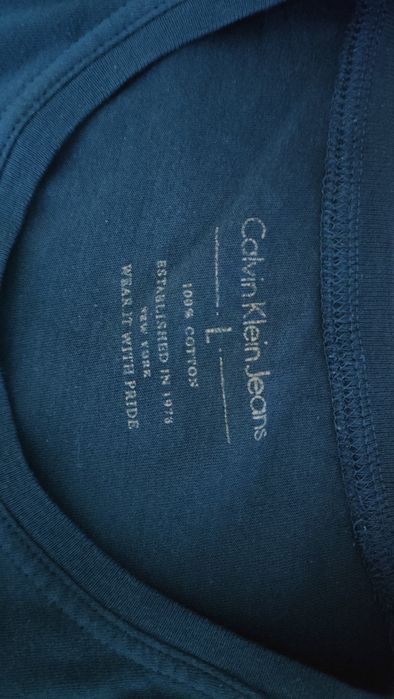 Calvin Klein Jeans
L
100% COTTON
ESTABLISHED IN 1978
NEW YORK
WEAR IT WITH PRIDE